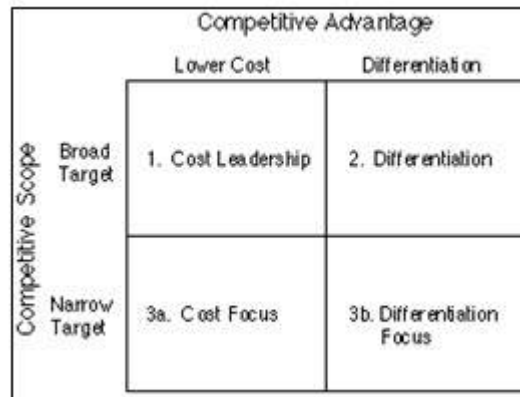 Competitive Advantage
Lower Cost Differentiation
Competitive Scope
Broad
Target
1. Cost Leadership 2. Differentiation
Narrow
Target
3a. Cost Focus 3b. Differentiation
Focus